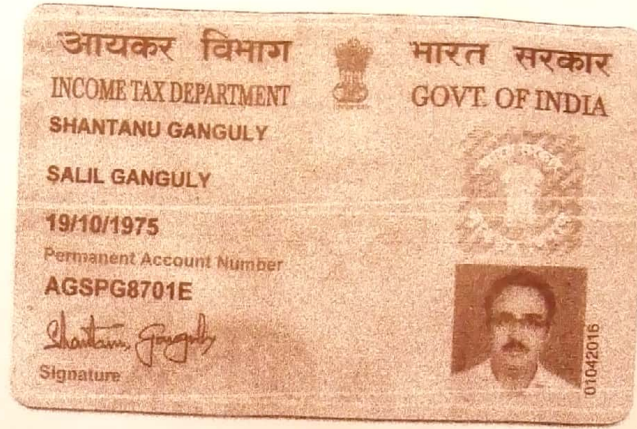 आयकर विभाग
INCOME TAX DEPARTMENT
भारत सरकार
GOVT. OF INDIA
SHANTANU GANGULY
SALIL GANGULY
19/10/1975
Permanent Account Number
AGSPG8701E
Shantanu Ganguly
Signature
01042016